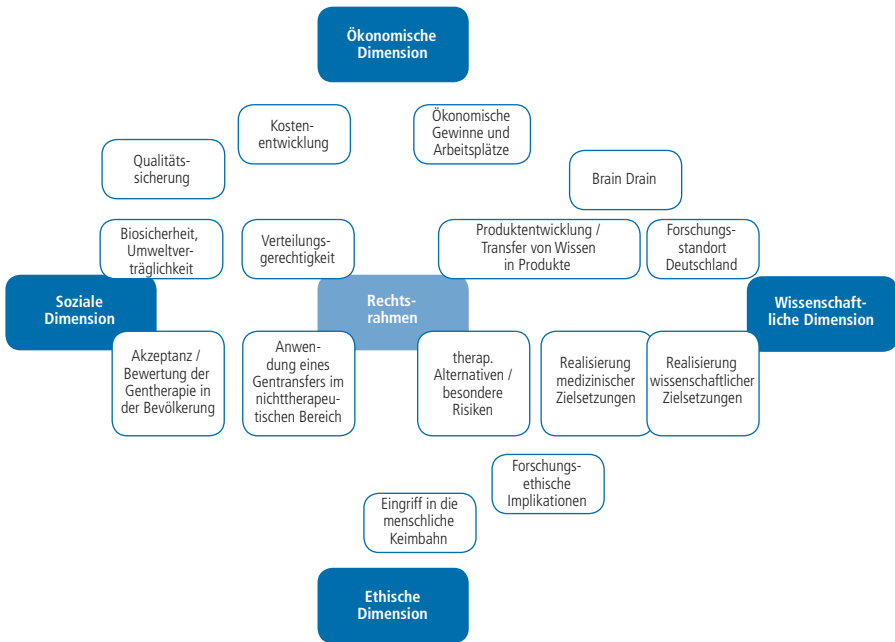 Ökonomische
Dimension
Kosten-
entwicklung
Ökonomische
Gewinne und
Arbeitsplätze
Qualitäts-
sicherung
Brain Drain
Biosicherheit,
Umweltver-
träglichkeit
Verteilungs-
gerechtigkeit
Produktentwicklung /
Transfer von Wissen
in Produkte
Forschungs-
standort
Deutschland
Soziale
Dimension
Rechts-
rahmen
Wissenschaft-
liche Dimension
Akzeptanz /
Bewertung der
Gentherapie in
der Bevölkerung
Anwen-
dung eines
Gentransfers im
nichttherapeu-
tischen Bereich
therap.
Alternativen /
besondere
Risiken
Realisierung
medizinischer
Zielsetzungen
Realisierung
wissenschaftlicher
Zielsetzungen
Forschungs-
ethische
Implikationen
Eingriff in die
menschliche
Keimbahn
Ethische
Dimension